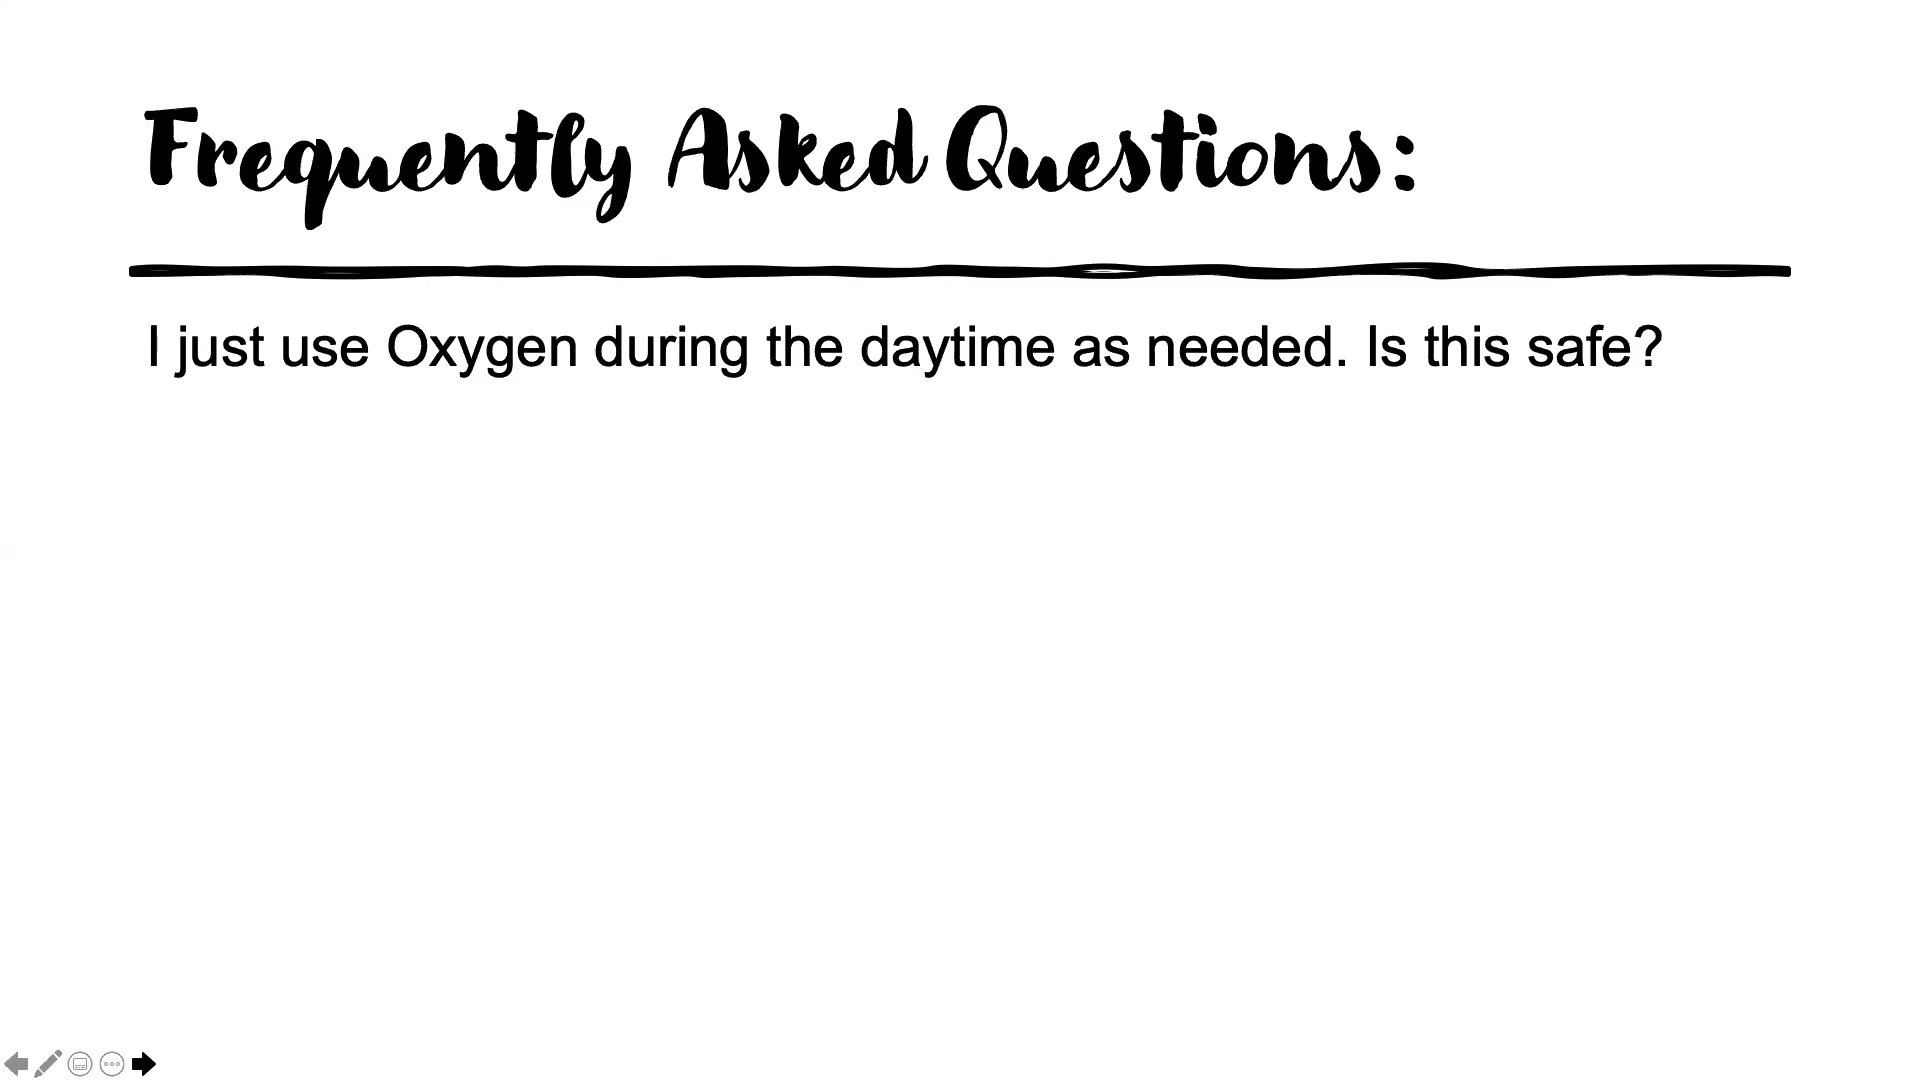 Frequently Asked Questions:
I just use Oxygen during the daytime as needed. Is this safe?